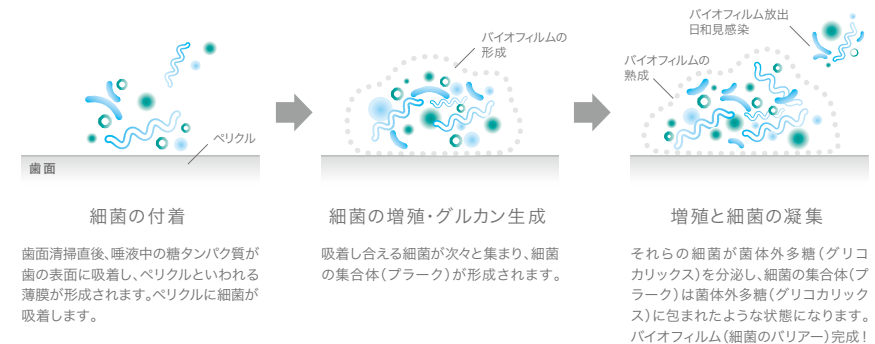 ペリクル
歯面
細菌の付着
歯面清掃直後、唾液中の糖タンパク質が
歯の表面に吸着し、ペリクルといわれる
薄膜が形成されます。ペリクルに細菌が
吸着します。
バイオフィルムの
形成
細菌の増殖・グルカン生成
吸着し合える細菌が次々と集まり、細菌
の集合体(プラーク)が形成されます。
バイオフィルム放出
日和見感染
バイオフィルムの
熟成
増殖と細菌の凝集
それらの細菌が菌体外多糖(グリコ
カリックス)を分泌し、細菌の集合体(プ
ラーク)は菌体外多糖(グリコカリック
ス)に包まれたような状態になります。
バイオフィルム(細菌のバリアー)完成!